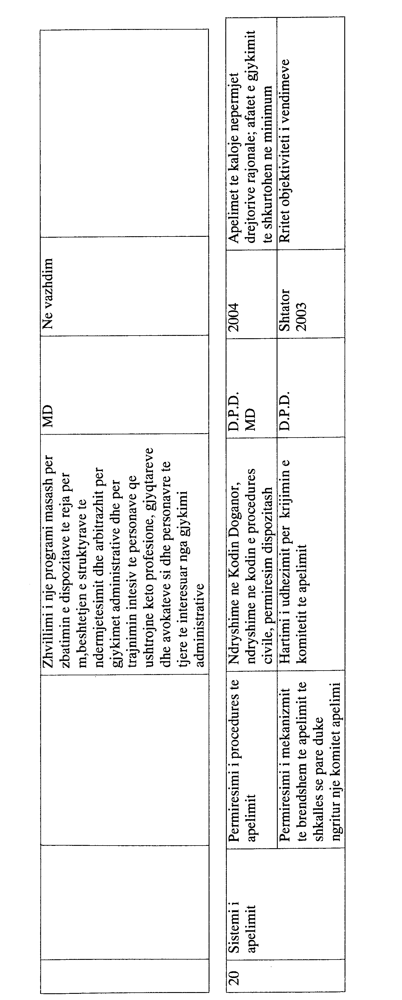 Zhvillimi i nje programi masash per
zbatimin e dispozitave te reja per
m,beshtetjen e strukturave te
ndermjetesimit dhe arbitrazhit per
gjykimet administrative dhe per
trajnimin intesiv te personave qe
ushtrojne keto profesione, gjyqtareve
dhe avokateve si dhe personavre te
tjere te interesuar nga gjykimi
administrative
MD
Ne vazhdim
20
Sistemi i
apelimit
Permiresimi i procedures te
apelimit
Ndryshime ne Kodin Doganor,
ndryshime ne kodin e procedures
civile, permiresim dispozitash
D.P.D.
MD
2004
Apelimet te kaloje nepermjet
drejtorive rajonale; afatet e gjykimit
te shkurtohen ne minimum
Permiresimi i mekanizmit
te brendshem te apelimit te
shkalles se pare duke
ngritur nje komitet apelimi
Hartimi i udhezimit per krijimin e
komitetit te apelimit
D.P.D.
Shtator
2003
Rritet objektiviteti i vendimeve